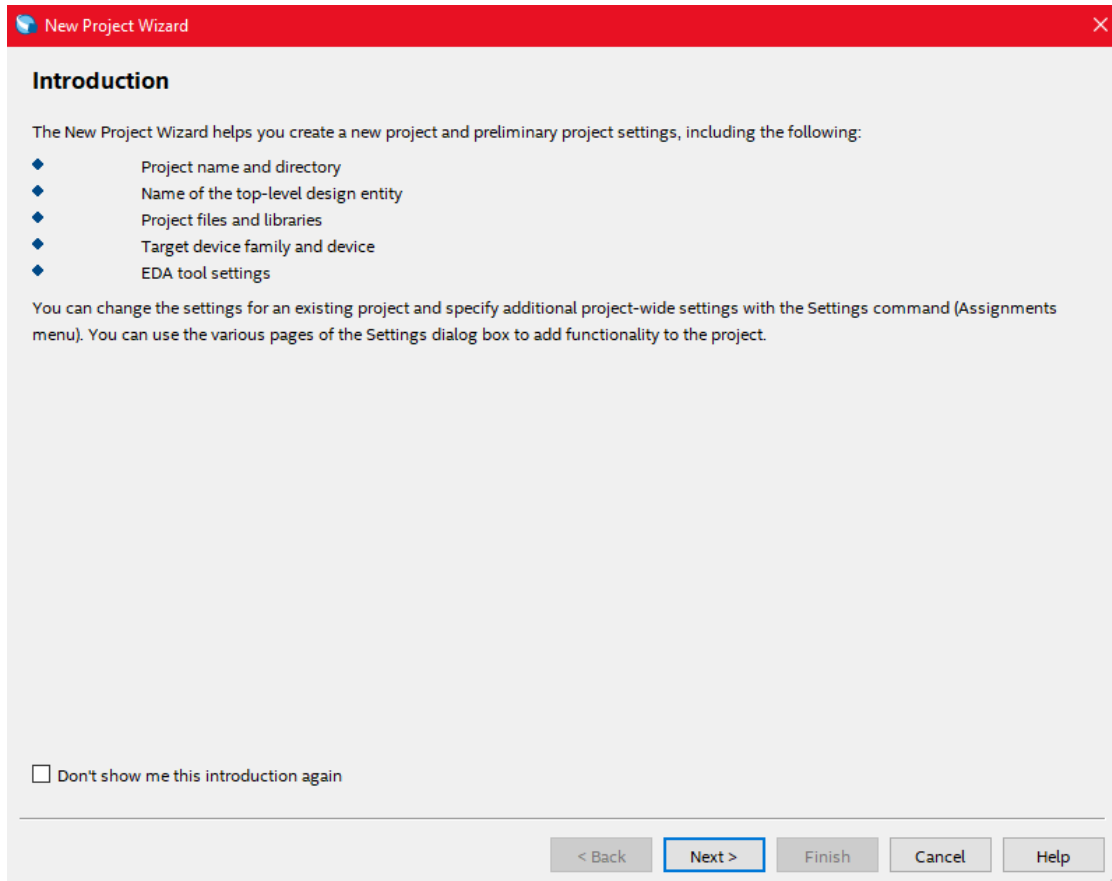 New Project Wizard
Introduction
The New Project Wizard helps you create a new project and preliminary project settings, including the following:
Project name and directory
Name of the top-level design entity
Project files and libraries
Target device family and device
EDA tool settings
You can change the settings for an existing project and specify additional project-wide settings with the Settings command (Assignments
menu). You can use the various pages of the Settings dialog box to add functionality to the project.
Don't show me this introduction again
< Back Next > Finish Cancel Help